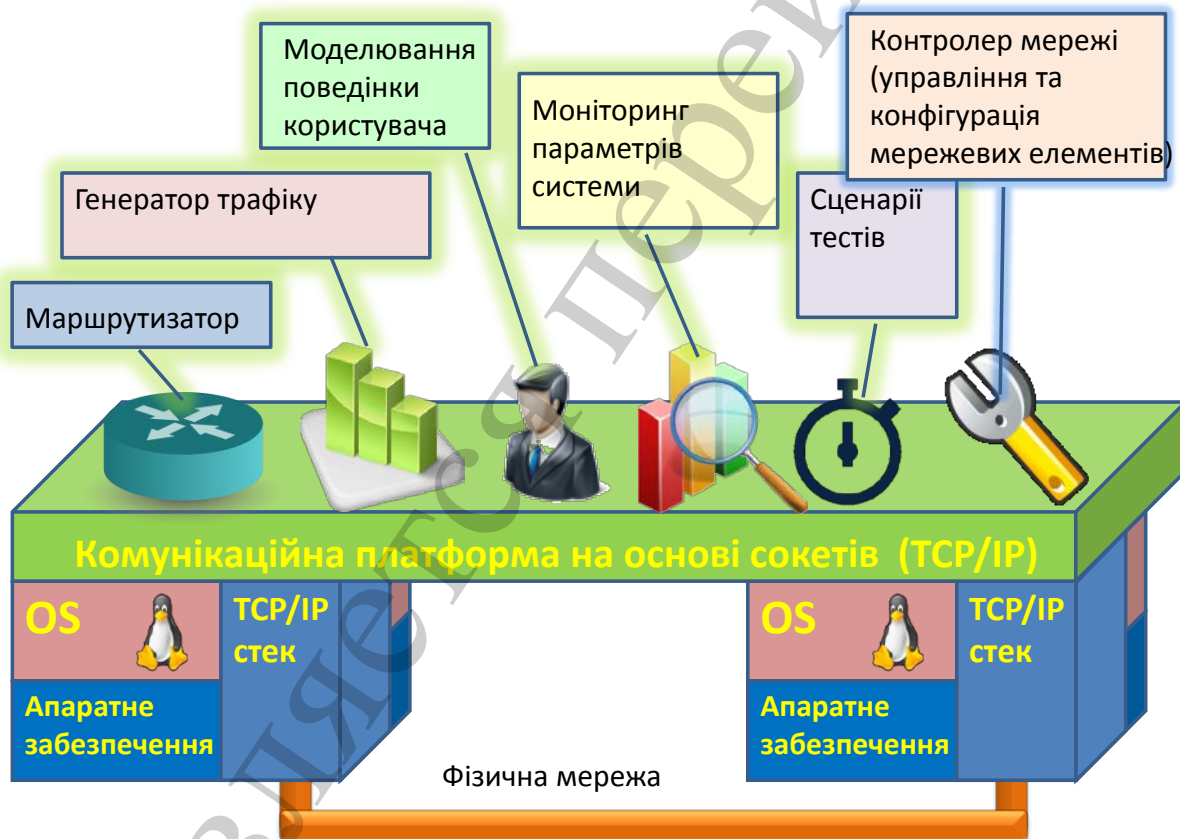 Моделювання
поведінки
користувача
Контролер мережі
(управління та
конфігурація
мережевих елементів)
Моніторинг
параметрів
системи
Генератор трафіку
Сценарії
тестів
Маршрутизатор
Комунікаційна платформа на основі сокетів (TCP/IP)
OS
TCP/IP
стек
Апаратне
забезпечення
OS
TCP/IP
стек
Апаратне
забезпечення
Фізична мережа